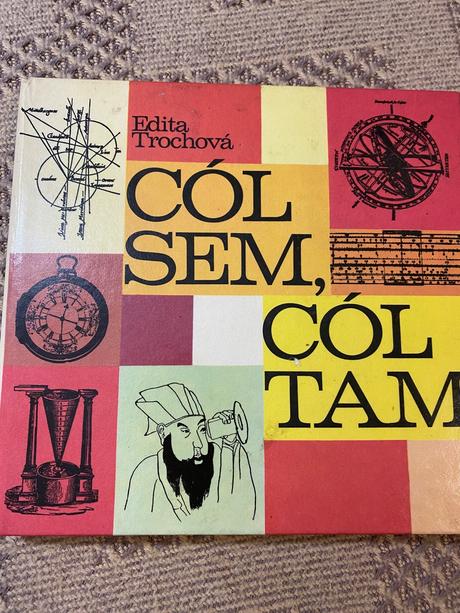 Edita
Trochová
CÓL
SEM,
CÓL
TAM